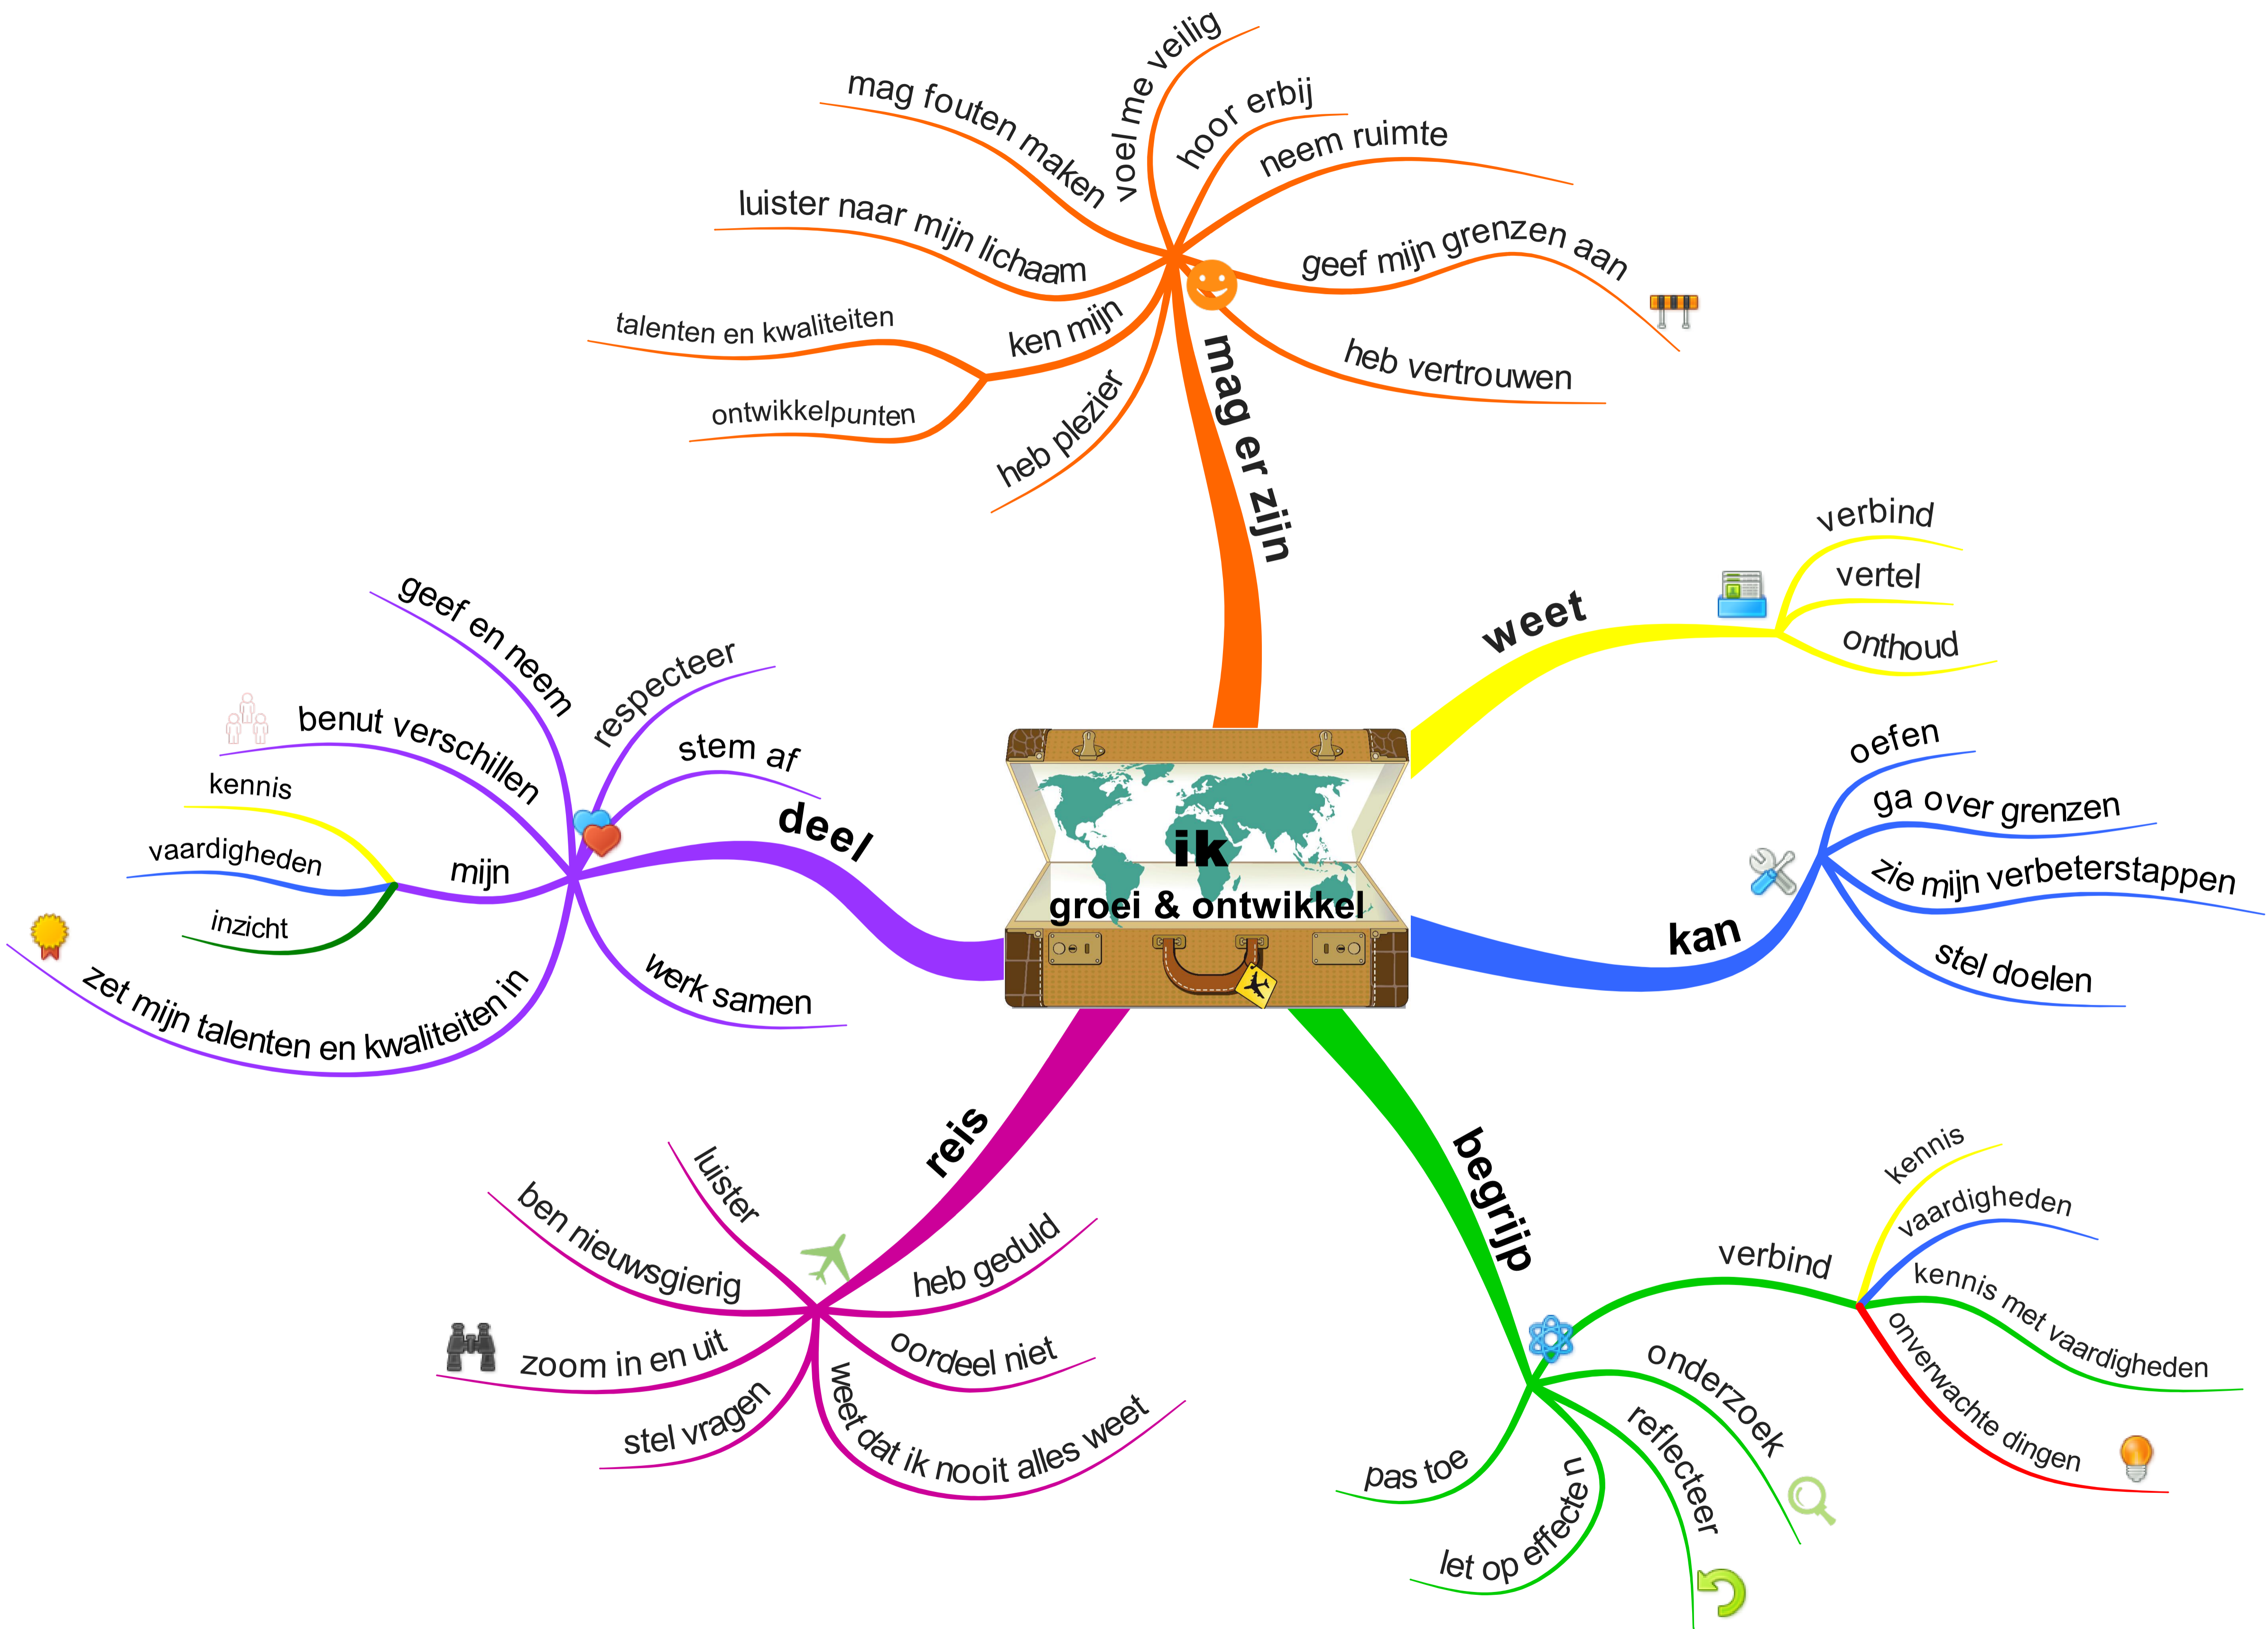 ik
groei & ontwikkel
mag er zijn
voel me veilig
hoor erbij
neem ruimte
geef mijn grenzen aan
heb vertrouwen
mag fouten maken
luister naar mijn lichaam
ken mijn
talenten en kwaliteiten
ontwikkelpunten
heb plezier
weet
verbind
vertel
onthoud
kan
oefen
ga over grenzen
zie mijn verbeterstappen
stel doelen
begrijp
verbind
kennis
vaardigheden
kennis met vaardigheden
onverwachte dingen
onderzoek
reflecteer
let op effecten
pas toe
reis
luister
ben nieuwsgierig
zoom in en uit
stel vragen
heb geduld
oordeel niet
weet dat ik nooit alles weet
deel
geef en neem
respecteer
stem af
benut verschillen
mijn
kennis
vaardigheden
inzicht
zet mijn talenten en kwaliteiten in
werk samen